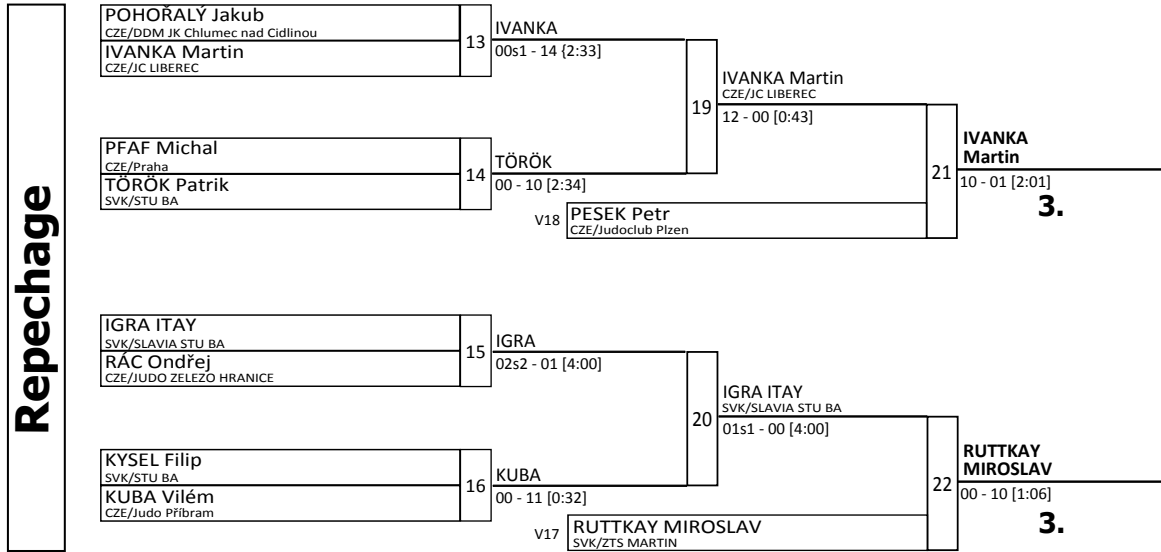 Repechage
POHOŘALÝ Jakub
CZE/DDM JK Chlumec nad Cidlinou
IVANKA Martin
CZE/JC LIBEREC
13
IVANKA
00s1 - 14 {2:33}
PFAF Michal
CZE/Praha
TÖRÖK Patrik
SVK/STU BA
14
TÖRÖK
00 - 10 [2:34]
19
IVANKA Martin
CZE/JC LIBEREC
12 - 00 [0:43]
V18
PESEK Petr
CZE/Judoclub Plzen
21
IVANKA
Martin
10 - 01 [2:01]
3.
IGRA ITAY
SVK/SLAVIA STU BA
RÁC Ondřej
CZE/JUDO ZELEZO HRANICE
15
IGRA
02s2 - 01 [4:00]
KYSEL Filip
SVK/STU BA
KUBA Vilém
CZE/Judo Příbram
16
KUBA
00 - 11 [0:32]
20
IGRA ITAY
SVK/SLAVIA STU BA
01s1 - 00 [4:00]
V17
RUTTKAY MIROSLAV
SVK/ZTS MARTIN
22
RUTTKAY
MIROSLAV
00 - 10 [1:06]
3.